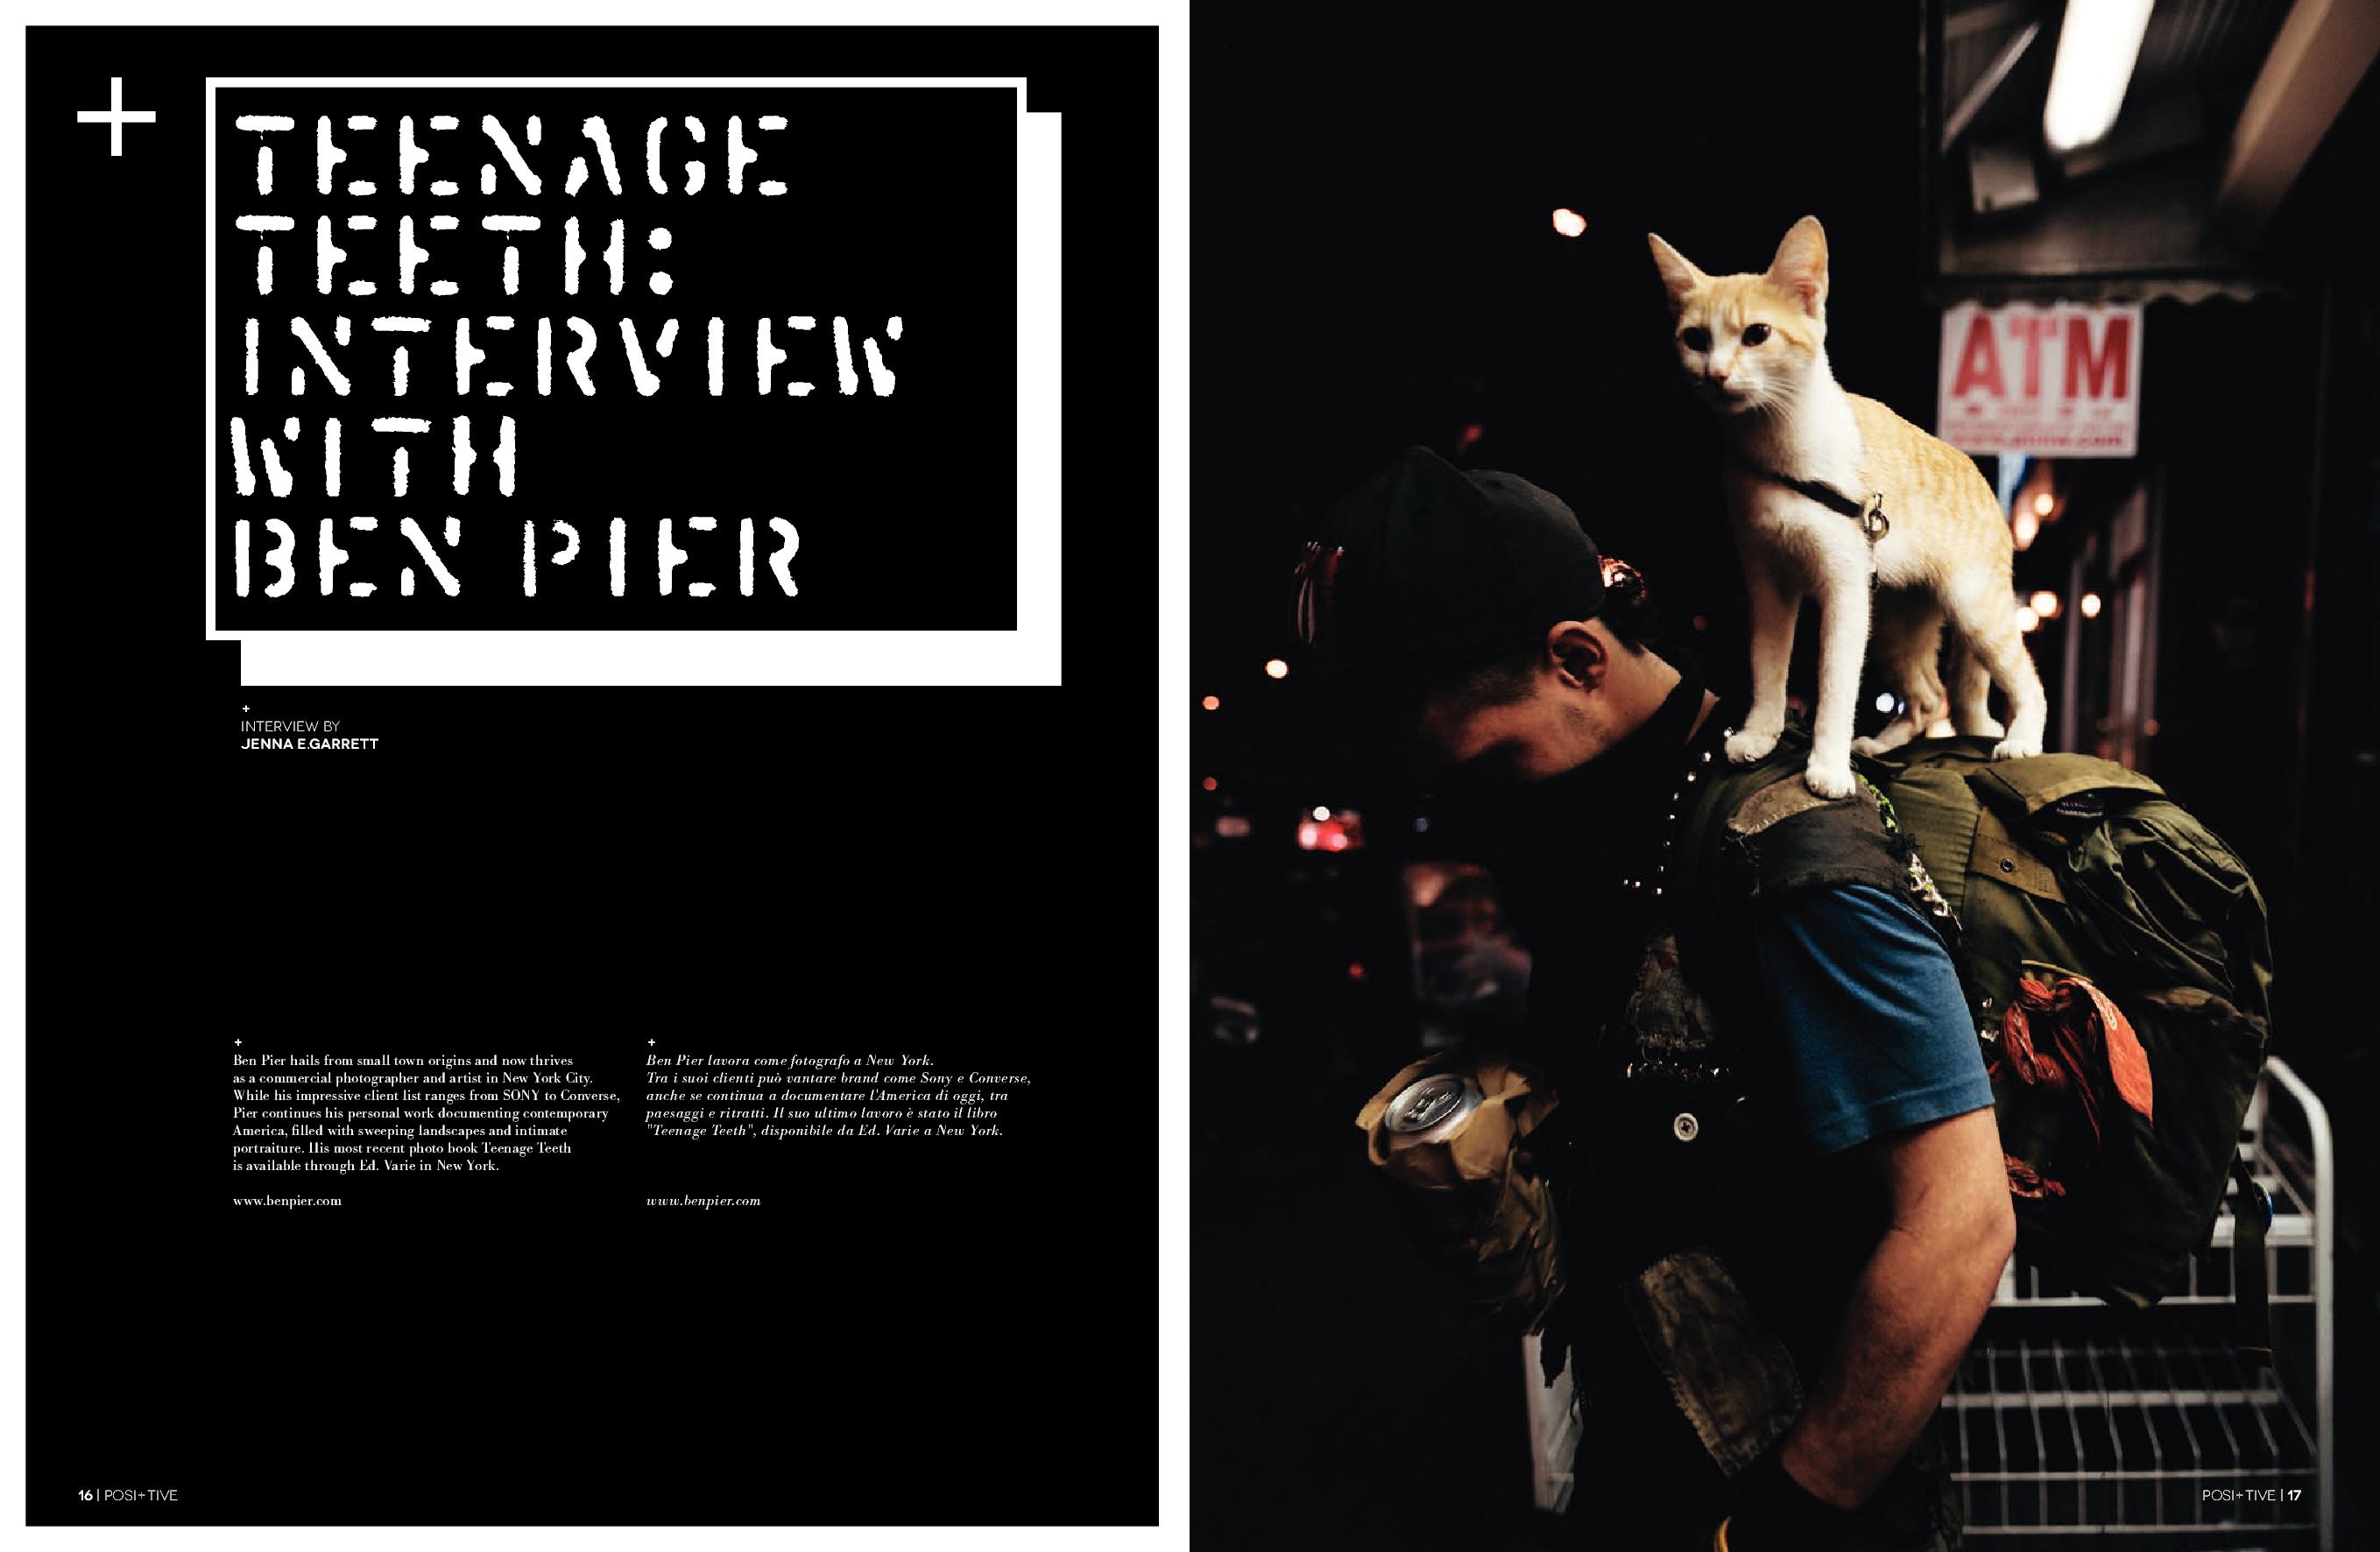 TEENAGE
TEETH:
INTERVIEW
WITH
BEN PIER
+
INTERVIEW BY
JENNA E.GARRETT
+
Ben Pier hails from small town origins and now thrives
as a commercial photographer and artist in New York City.
While his impressive client list ranges from SONY to Converse,
Pier continues his personal work documenting contemporary
America, filled with sweeping landscapes and intimate
portraiture. His most recent photo book Teenage Teeth
is available through Ed. Varie in New York.
www.benpier.com
+
Ben Pier lavora come fotografo a New York.
Tra i suoi clienti può vantare brand come Sony e Converse,
anche se continua a documentare l'America di oggi, tra
paesaggi e ritratti. Il suo ultimo lavoro è stato il libro
"Teenage Teeth", disponibile da Ed. Varie a New York.
www.benpier.com
16 | POSI+TIVE
ATM
POSI+TIVE | 17